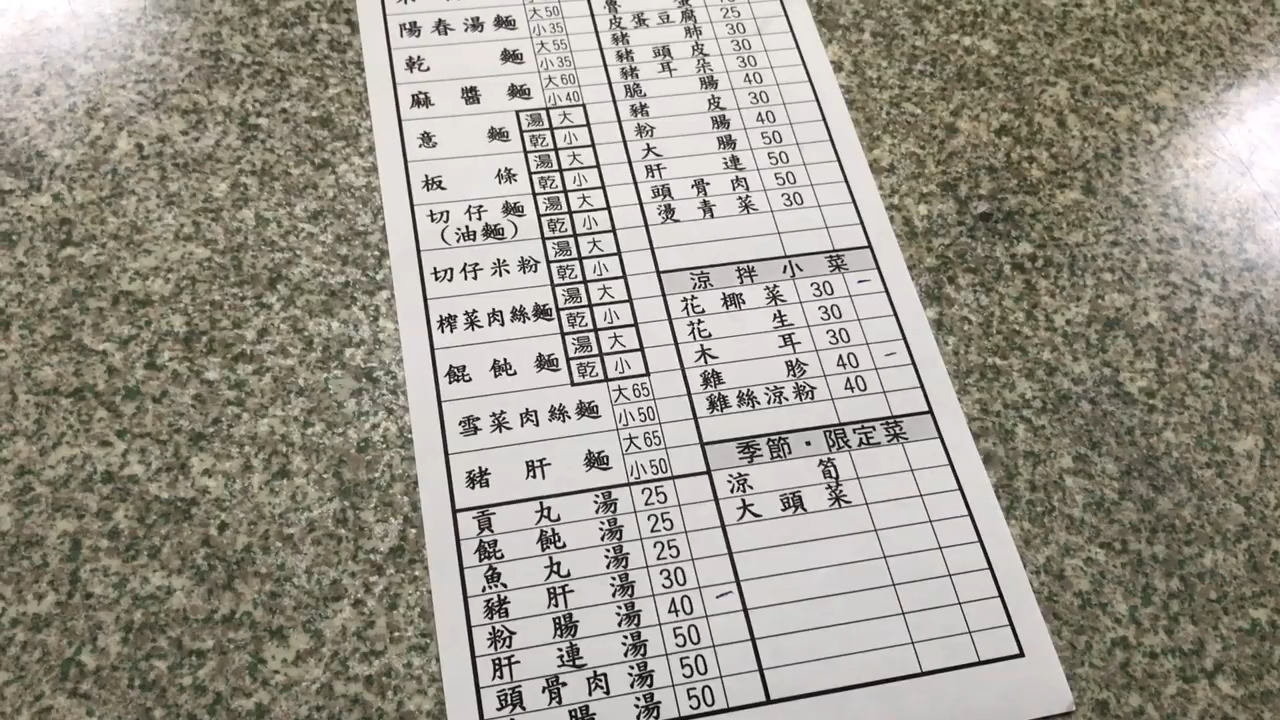 陽春湯麵 大50 小35
乾麵 大55 小35
麻醬麵 大60 小40
意麵 湯 大 乾 小
板條 湯 大 乾 小
切仔麵(油麵) 湯 大 乾 小
切仔米粉 湯 大 乾 小
榨菜肉絲麵 湯 大 乾 小
餛飩麵 湯 大 乾 小
雪菜肉絲麵 大65 小50
豬肝麵 大65 小50
貢丸湯 25
餛飩湯 25
魚丸湯 25
豬肝湯 30
粉腸湯 40
肝連湯 50
頭骨肉湯 50
腸湯 50
皮蛋豆腐 25
豬肺 30
豬頭皮 30
豬耳朵 30
脆腸 40
豬皮 30
粉腸 40
大腸 50
肝連 50
頭骨肉 50
燙青菜 30
涼拌小菜
花椰菜 30
花生 30
木耳 30
雞胗 40
雞絲涼粉 40
季節·限定菜
涼筍
大頭菜